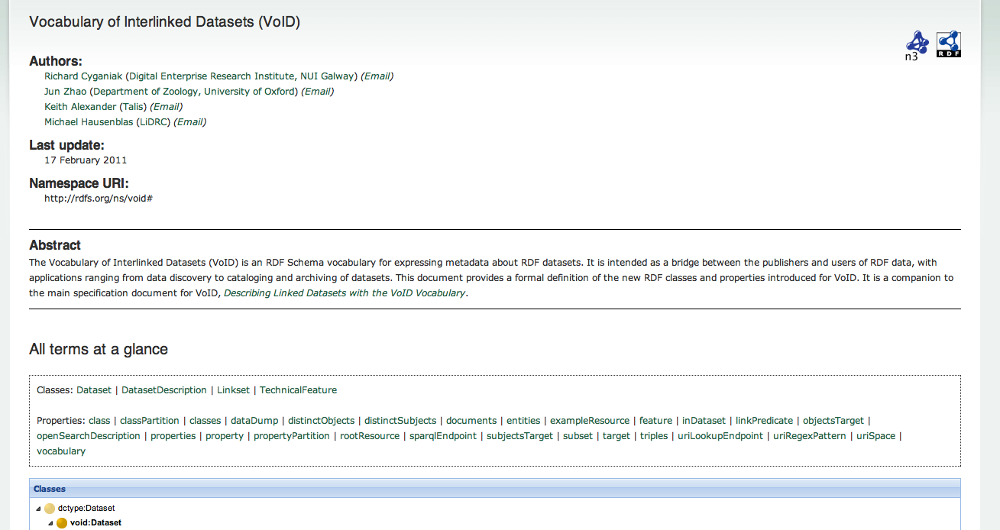 Vocabulary of Interlinked Datasets (VoID)
n3
RDF
Authors:
Richard Cyganiak (Digital Enterprise Research Institute, NUI Galway) (Email)
Jun Zhao (Department of Zoology, University of Oxford) (Email)
Keith Alexander (Talis) (Email)
Michael Hausenblas (LiDRC) (Email)
Last update:
17 February 2011
Namespace URI:
http://rdfs.org/ns/void#
Abstract
The Vocabulary of Interlinked Datasets (VoID) is an RDF Schema vocabulary for expressing metadata about RDF datasets. It is intended as a bridge between the publishers and users of RDF data, with
applications ranging from data discovery to cataloging and archiving of datasets. This document provides a formal definition of the new RDF classes and properties introduced for VoID. It is a companion to
the main specification document for VoID, Describing Linked Datasets with the VoID Vocabulary.
All terms at a glance
Classes: Dataset | DatasetDescription | Linkset | TechnicalFeature
Properties: class | classPartition | classes | dataDump | distinctObjects | distinctSubjects | documents | entities | exampleResource | feature | inDataset | linkPredicate | objectsTarget |
openSearchDescription | properties | property | propertyPartition | rootResource | sparqlEndpoint | subjectsTarget | subset | target | triples | uriLookupEndpoint | uriRegexPattern | uriSpace |
vocabulary
Classes
dctype:Dataset
void:Dataset